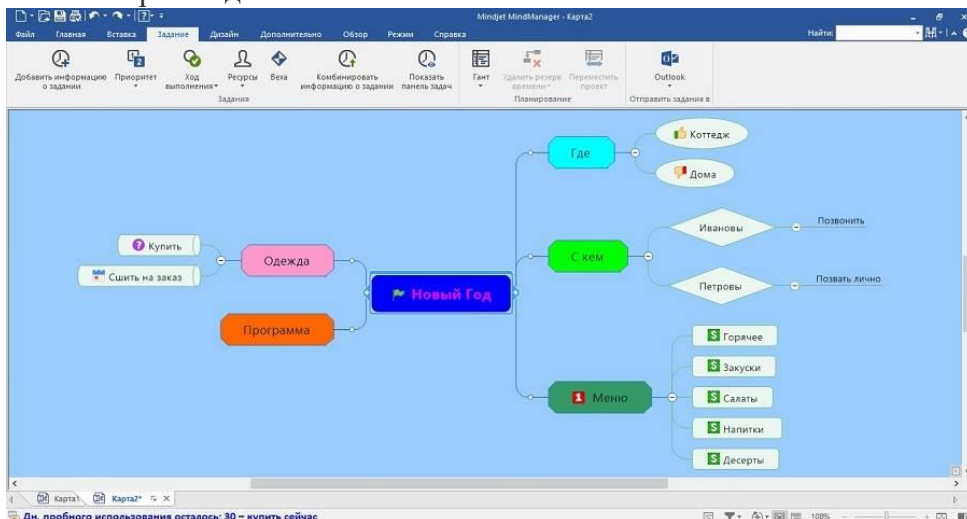 Mindjet MindManager - Карта2
Файл Главная Вставка Задание Дизайн Дополнительно Обзор Режим Справка Найти:
Добавить информацию о задании
Приоритет
Ход выполнения
Ресурсы
Веха
Комбинировать информацию о задании
Показать панель задач
Гант
Удалить резерв времени
Переместить проект
Outlook
Задания
Планирование
Отправить задания в
Коттедж
Где
Дома
Ивановы
Позвонить
Купить
С кем
Одежда
Сшить на заказ
Петровы
Позвать лично
Новый Год
Программа
Горячее
Закуски
1 Меню
Салаты
Напитки
Десерты
Карта1 Карта2*
Дн. пробного использования осталось: 30 – купить сейчас
108%